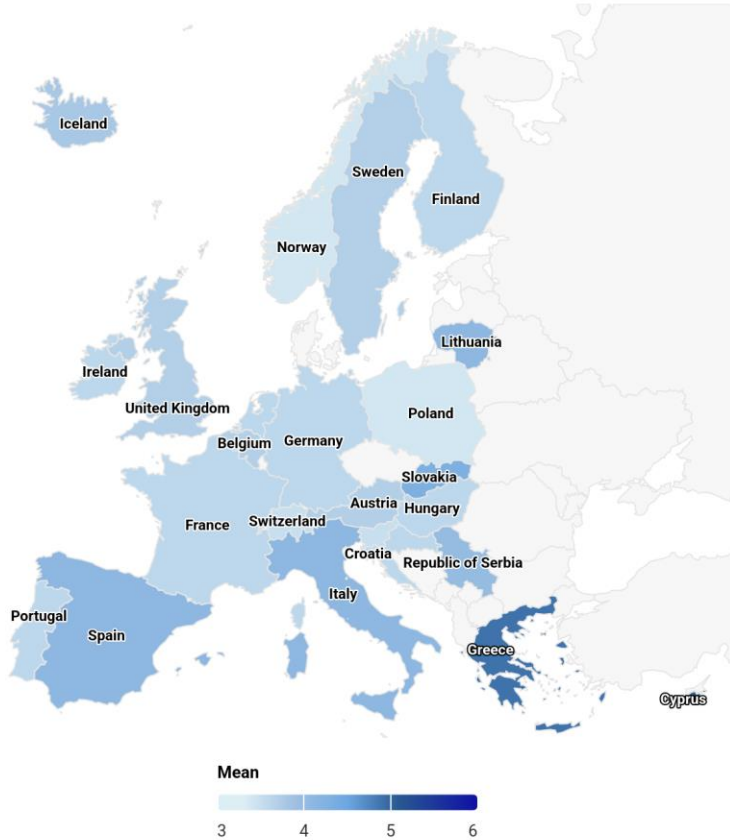 Iceland
Sweden
Finland
Norway
Lithuania
Ireland
United Kingdom
Poland
Belgium
Germany
Slovakia
Austria
Hungary
France
Switzerland
Croatia
Republic of Serbia
Italy
Portugal
Spain
Greece
Cyprus
Mean
3 4 5 6